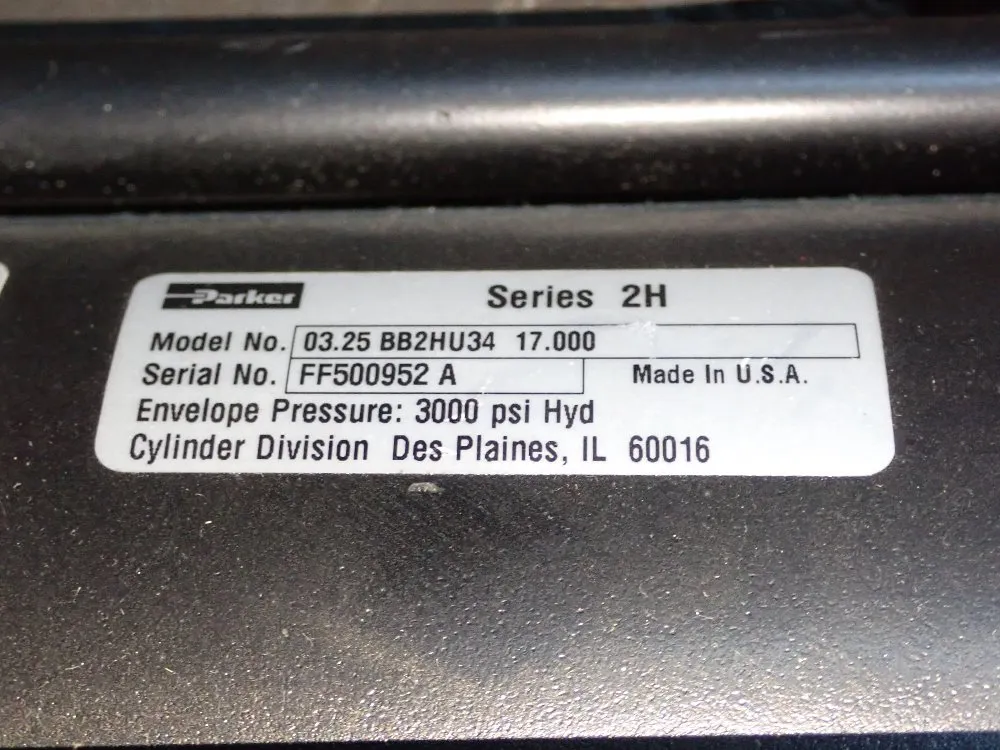 Parker Series 2H
Model No. 03.25 BB2HU34 17.000
Serial No. FF500952 A Made In U.S.A.
Envelope Pressure: 3000 psi Hyd
Cylinder Division Des Plaines, IL 60016